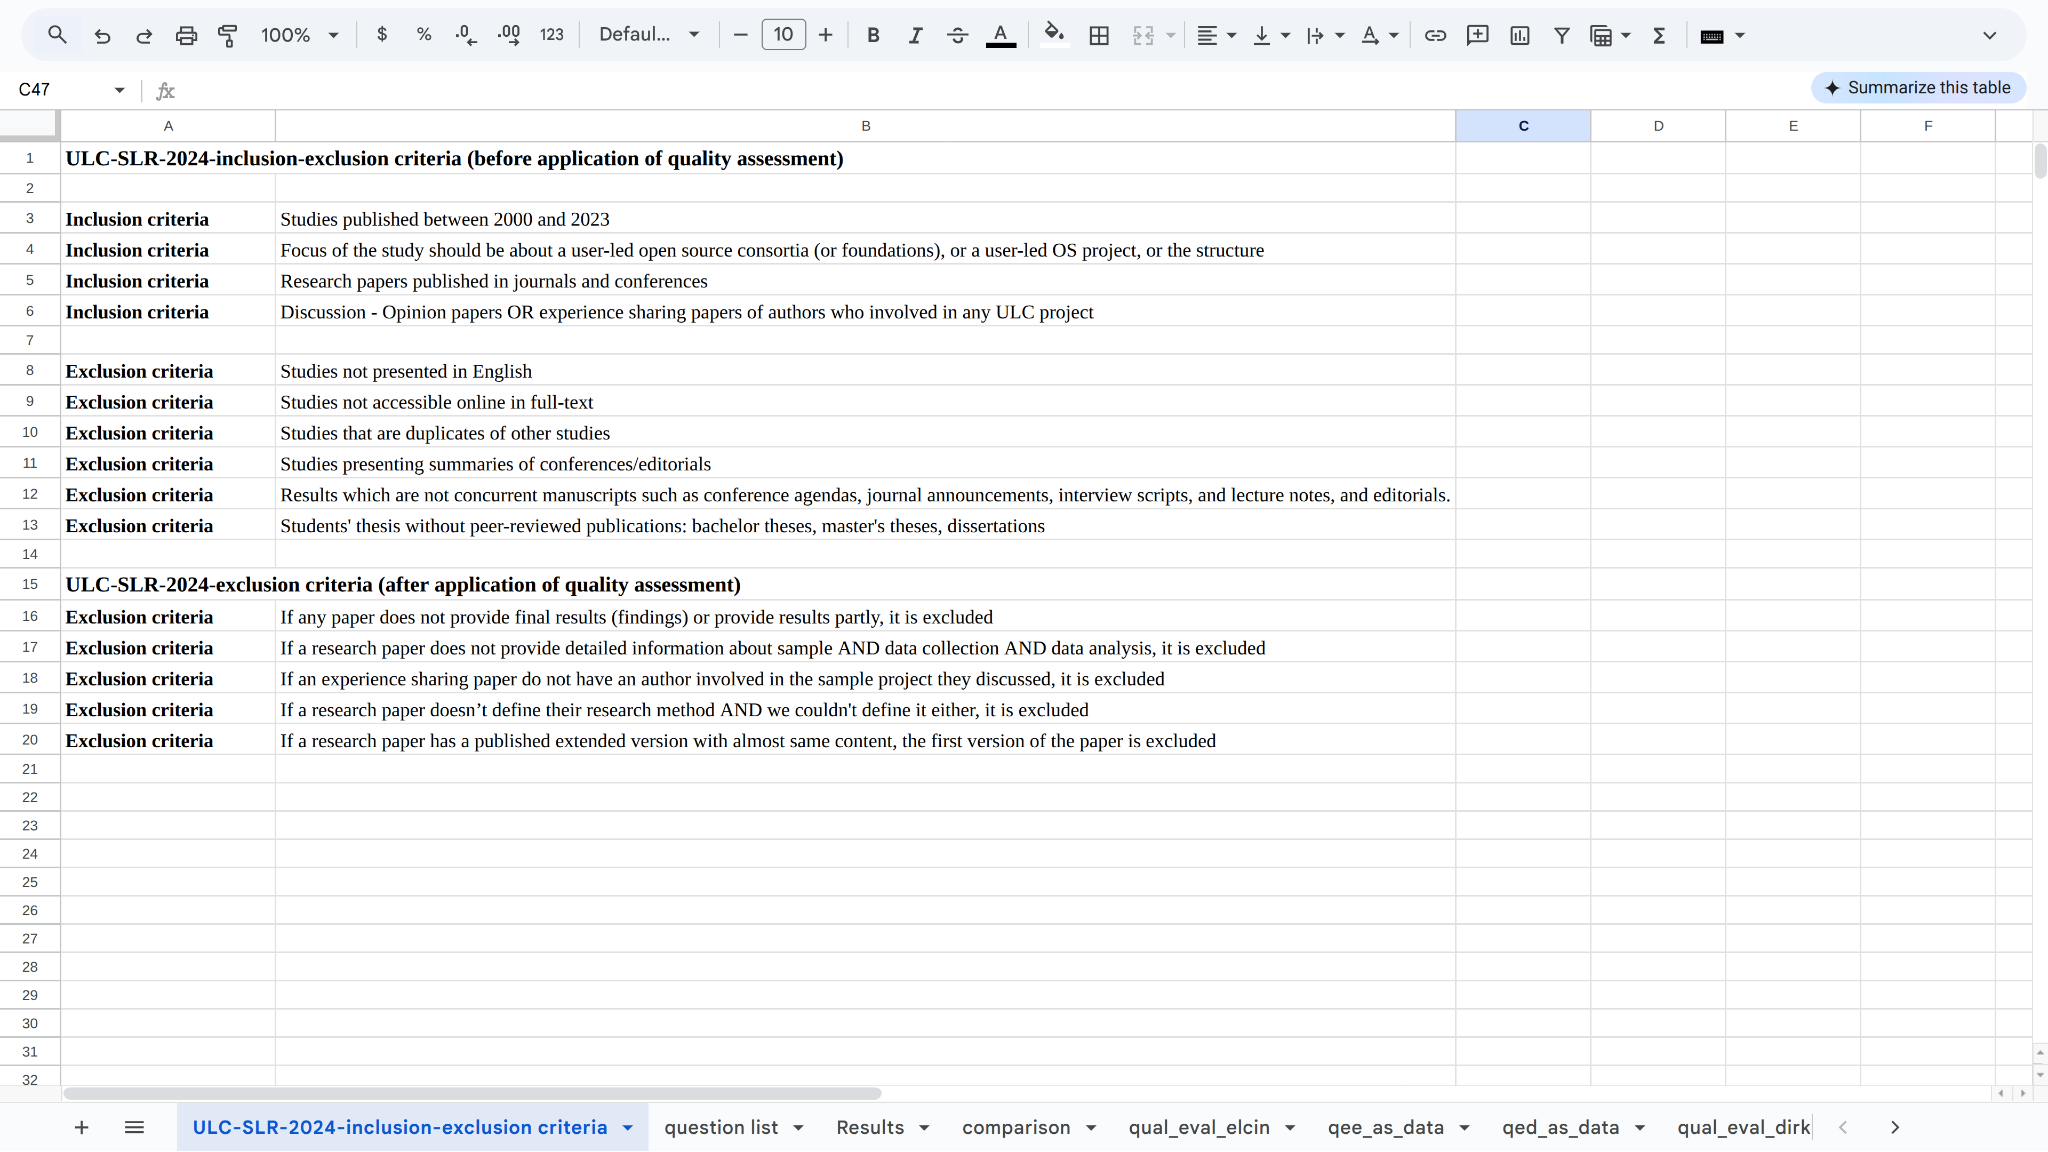 100% $ % .0 .00 123 Defaul... 10 B I S A A Σ
C47 fx Summarize this table
A B C D E F
1 ULC-SLR-2024-inclusion-exclusion criteria (before application of quality assessment)
2
3 Inclusion criteria Studies published between 2000 and 2023
4 Inclusion criteria Focus of the study should be about a user-led open source consortia (or foundations), or a user-led OS project, or the structure
5 Inclusion criteria Research papers published in journals and conferences
6 Inclusion criteria Discussion - Opinion papers OR experience sharing papers of authors who involved in any ULC project
7
8 Exclusion criteria Studies not presented in English
9 Exclusion criteria Studies not accessible online in full-text
10 Exclusion criteria Studies that are duplicates of other studies
11 Exclusion criteria Studies presenting summaries of conferences/editorials
12 Exclusion criteria Results which are not concurrent manuscripts such as conference agendas, journal announcements, interview scripts, and lecture notes, and editorials.
13 Exclusion criteria Students' thesis without peer-reviewed publications: bachelor theses, master's theses, dissertations
14
15 ULC-SLR-2024-exclusion criteria (after application of quality assessment)
16 Exclusion criteria If any paper does not provide final results (findings) or provide results partly, it is excluded
17 Exclusion criteria If a research paper does not provide detailed information about sample AND data collection AND data analysis, it is excluded
18 Exclusion criteria If an experience sharing paper do not have an author involved in the sample project they discussed, it is excluded
19 Exclusion criteria If a research paper doesn’t define their research method AND we couldn't define it either, it is excluded
20 Exclusion criteria If a research paper has a published extended version with almost same content, the first version of the paper is excluded
21
22
23
24
25
26
27
28
29
30
31
32
ULC-SLR-2024-inclusion-exclusion criteria question list Results comparison qual_eval_elcin qee_as_data qed_as_data qual_eval_dirk